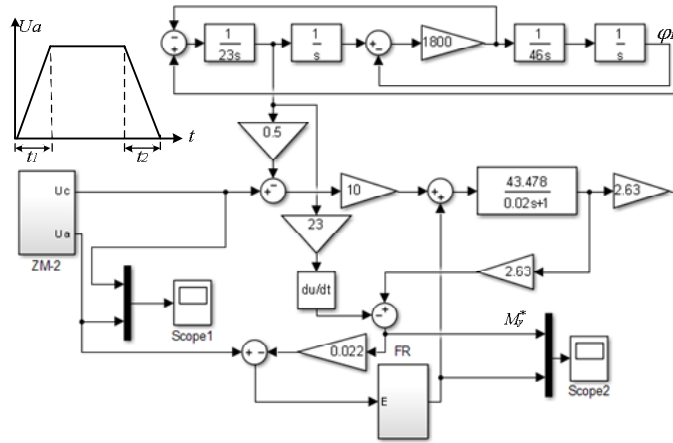 Ua
t
t1
t2
1
23s
1
s
1800
1
46s
1
s
0.5
Uc
Ua
ZM-2
10
43.478
0.02s+1
2.63
23
du/dt
2.63
Scope1
0.022
FR
E
Scope2